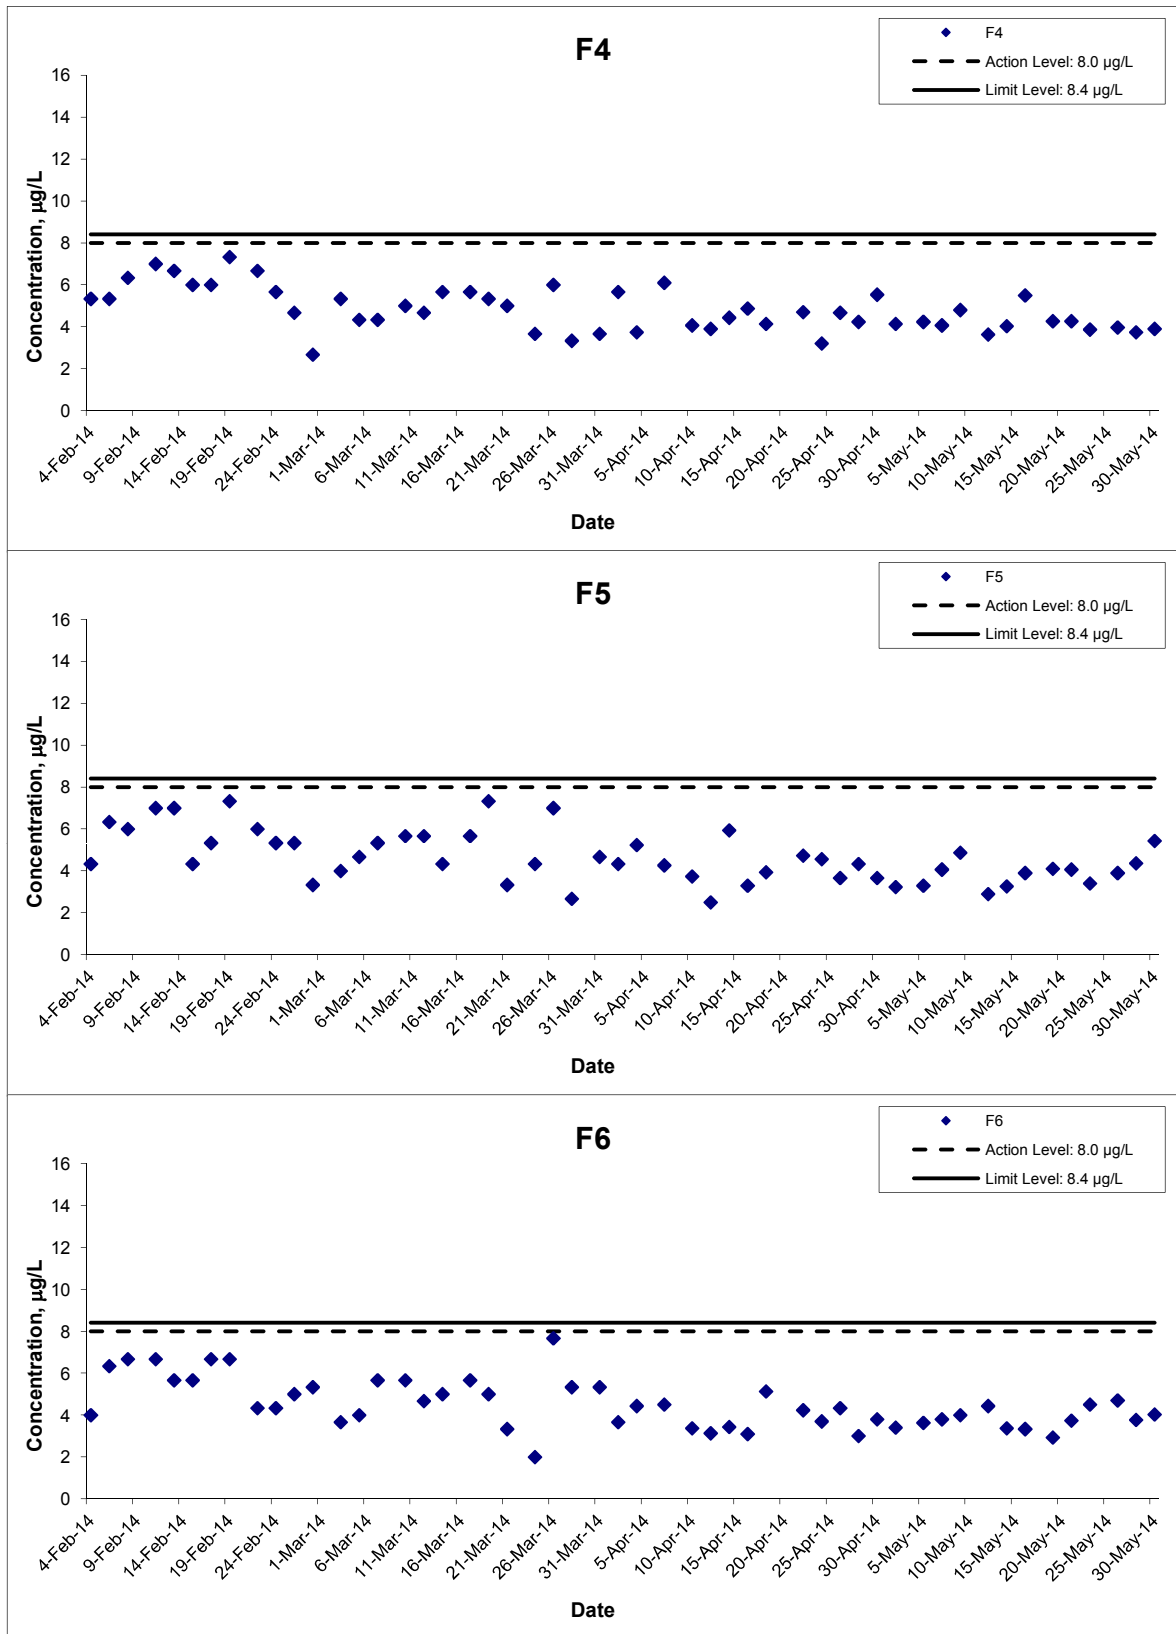 F4
F4
Action Level: 8.0 µg/L
Limit Level: 8.4 µg/L
16
14
12
10
8
6
4
2
0
Concentration, µg/L
4-Feb-14
9-Feb-14
14-Feb-14
19-Feb-14
24-Feb-14
1-Mar-14
6-Mar-14
11-Mar-14
16-Mar-14
21-Mar-14
26-Mar-14
31-Mar-14
5-Apr-14
10-Apr-14
15-Apr-14
20-Apr-14
25-Apr-14
30-Apr-14
5-May-14
10-May-14
15-May-14
20-May-14
25-May-14
30-May-14
Date
F5
F5
Action Level: 8.0 µg/L
Limit Level: 8.4 µg/L
16
14
12
10
8
6
4
2
0
Concentration, µg/L
4-Feb-14
9-Feb-14
14-Feb-14
19-Feb-14
24-Feb-14
1-Mar-14
6-Mar-14
11-Mar-14
16-Mar-14
21-Mar-14
26-Mar-14
31-Mar-14
5-Apr-14
10-Apr-14
15-Apr-14
20-Apr-14
25-Apr-14
30-Apr-14
5-May-14
10-May-14
15-May-14
20-May-14
25-May-14
30-May-14
Date
F6
F6
Action Level: 8.0 µg/L
Limit Level: 8.4 µg/L
16
14
12
10
8
6
4
2
0
Concentration, µg/L
4-Feb-14
9-Feb-14
14-Feb-14
19-Feb-14
24-Feb-14
1-Mar-14
6-Mar-14
11-Mar-14
16-Mar-14
21-Mar-14
26-Mar-14
31-Mar-14
5-Apr-14
10-Apr-14
15-Apr-14
20-Apr-14
25-Apr-14
30-Apr-14
5-May-14
10-May-14
15-May-14
20-May-14
25-May-14
30-May-14
Date